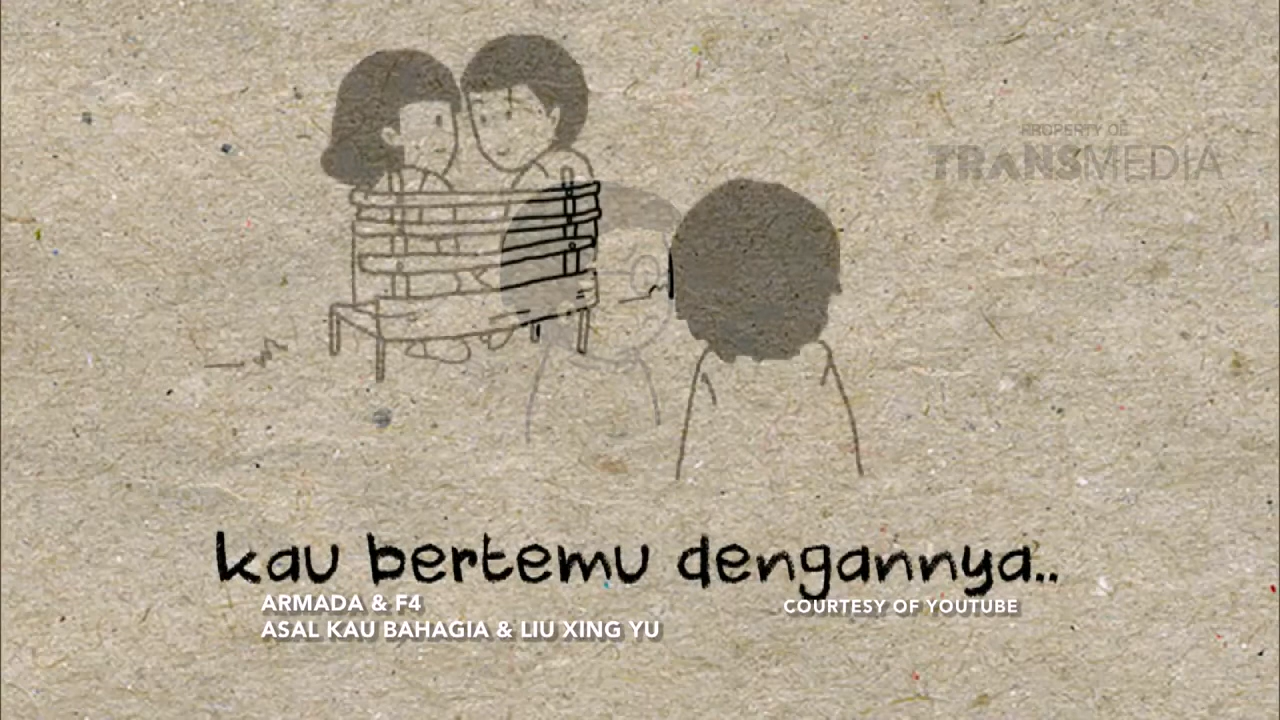 PROPERTY OF
TRANSMEDIA
kau bertemu dengannya..
ARMADA & F4
COURTESY OF YOUTUBE
ASAL KAU BAHAGIA & LIU XING YU